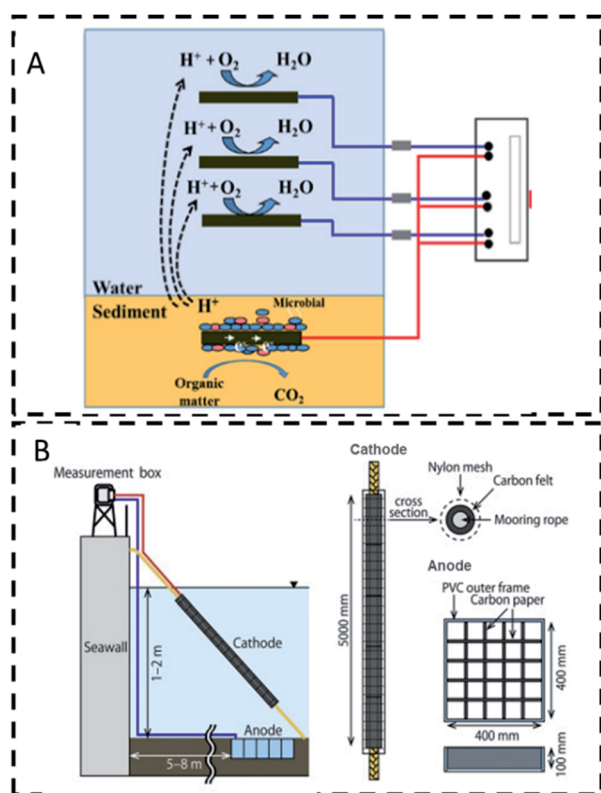 A
H⁺ + O₂
H₂O
H⁺ + O₂
H₂O
H⁺ + O₂
H₂O
Water
Sediment
H⁺
Microbial
e⁻
e⁻
Organic
matter
CO₂
B
Measurement box
Seawall
1–2 m
Cathode
Anode
5–8 m
Cathode
5000 mm
cross
section
Nylon mesh
Carbon felt
Mooring rope
Anode
PVC outer frame
Carbon paper
400 mm
400 mm
100 mm